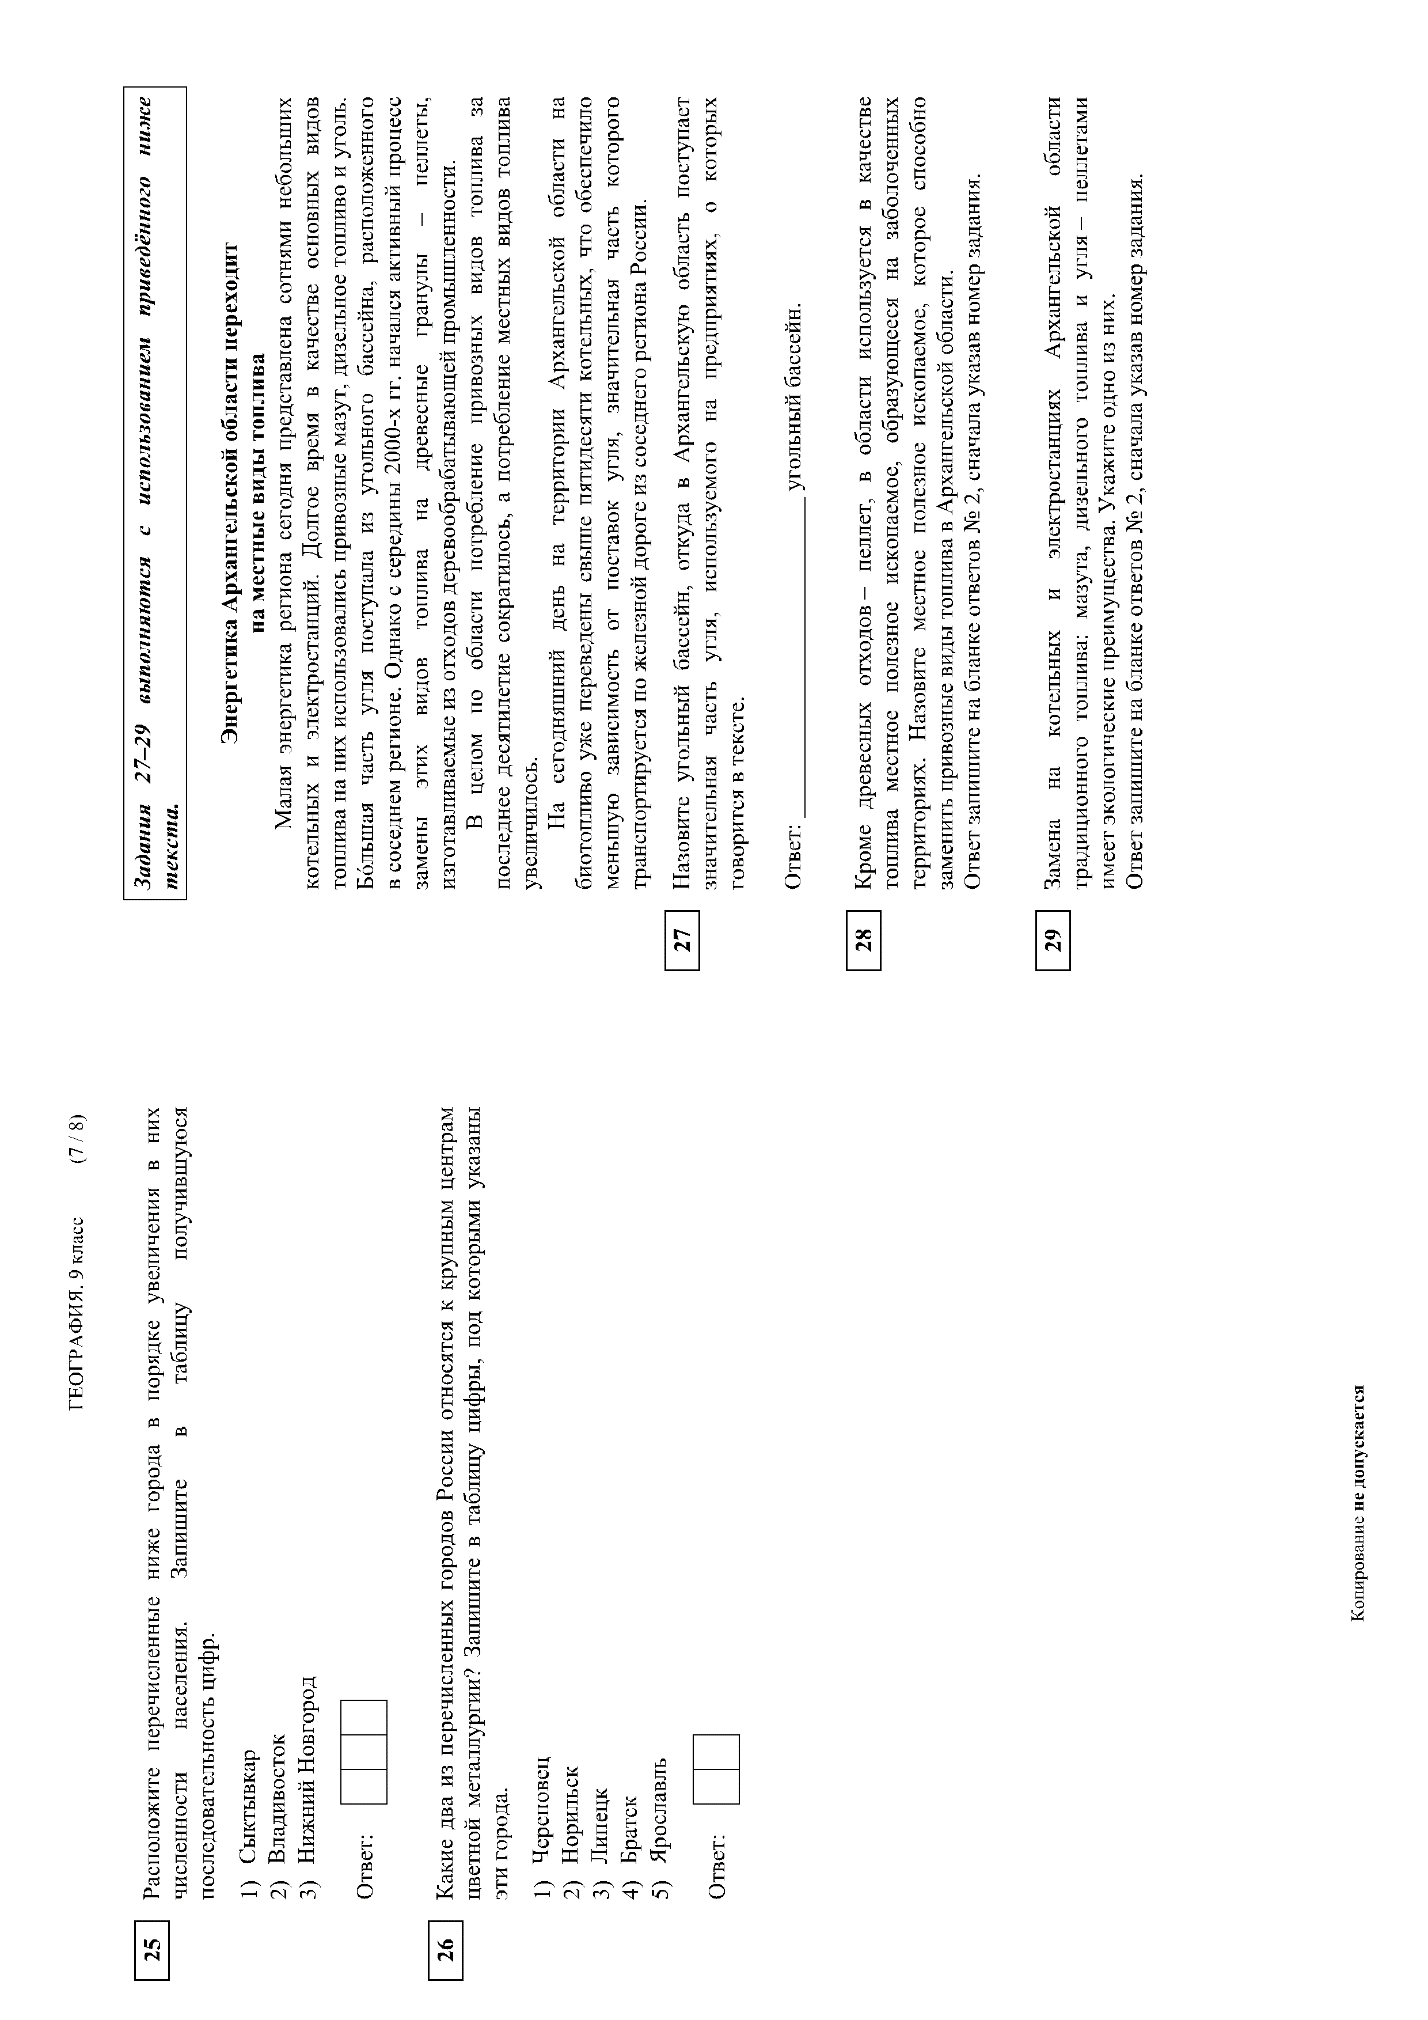 ГЕОГРАФИЯ. 9 класс (7 / 8)
25
Расположите перечисленные ниже города в порядке увеличения в них
численности населения. Запишите в таблицу получившуюся
последовательность цифр.
1) Сыктывкар
2) Владивосток
3) Нижний Новгород
Ответ:
26
Какие два из перечисленных городов России относятся к крупным центрам
цветной металлургии? Запишите в таблицу цифры, под которыми указаны
эти города.
1) Череповец
2) Норильск
3) Липецк
4) Братск
5) Ярославль
Ответ:
Задания 27–29 выполняются с использованием приведённого ниже
текста.
Энергетика Архангельской области переходит
на местные виды топлива
Малая энергетика региона сегодня представлена сотнями небольших
котельных и электростанций. Долгое время в качестве основных видов
топлива на них использовались привозные мазут, дизельное топливо и уголь.
Бóльшая часть угля поступала из угольного бассейна, расположенного
в соседнем регионе. Однако с середины 2000-х гг. начался активный процесс
замены этих видов топлива на древесные гранулы – пеллеты,
изготавливаемые из отходов деревообрабатывающей промышленности.
В целом по области потребление привозных видов топлива за
последнее десятилетие сократилось, а потребление местных видов топлива
увеличилось.
На сегодняшний день на территории Архангельской области на
биотопливо уже переведены свыше пятидесяти котельных, что обеспечило
меньшую зависимость от поставок угля, значительная часть которого
транспортируется по железной дороге из соседнего региона России.
27
Назовите угольный бассейн, откуда в Архангельскую область поступает
значительная часть угля, используемого на предприятиях, о которых
говорится в тексте.
Ответ: ______________________________ угольный бассейн.
28
Кроме древесных отходов – пеллет, в области используется в качестве
топлива местное полезное ископаемое, образующееся на заболоченных
территориях. Назовите местное полезное ископаемое, которое способно
заменить привозные виды топлива в Архангельской области.
Ответ запишите на бланке ответов № 2, сначала указав номер задания.
29
Замена на котельных и электростанциях Архангельской области
традиционного топлива: мазута, дизельного топлива и угля – пеллетами
имеет экологические преимущества. Укажите одно из них.
Ответ запишите на бланке ответов № 2, сначала указав номер задания.
Копирование не допускается